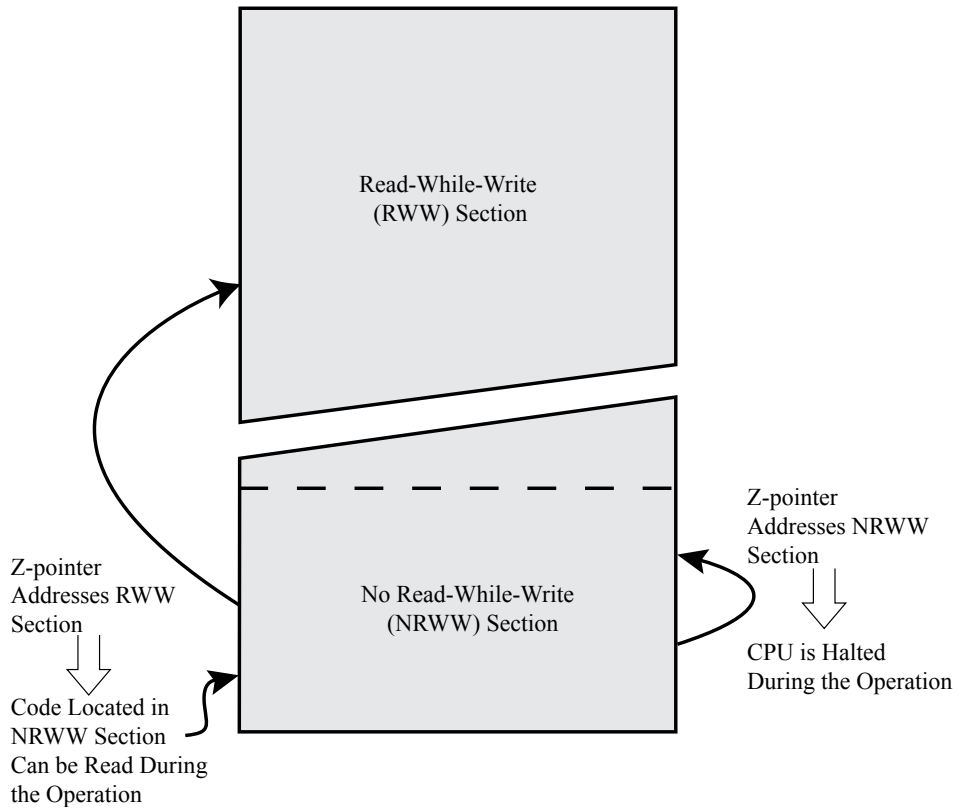 Read-While-Write
(RWW) Section
Z-pointer
Addresses RWW
Section
Code Located in
NRWW Section
Can be Read During
the Operation
No Read-While-Write
(NRWW) Section
Z-pointer
Addresses NRWW
Section
CPU is Halted
During the Operation